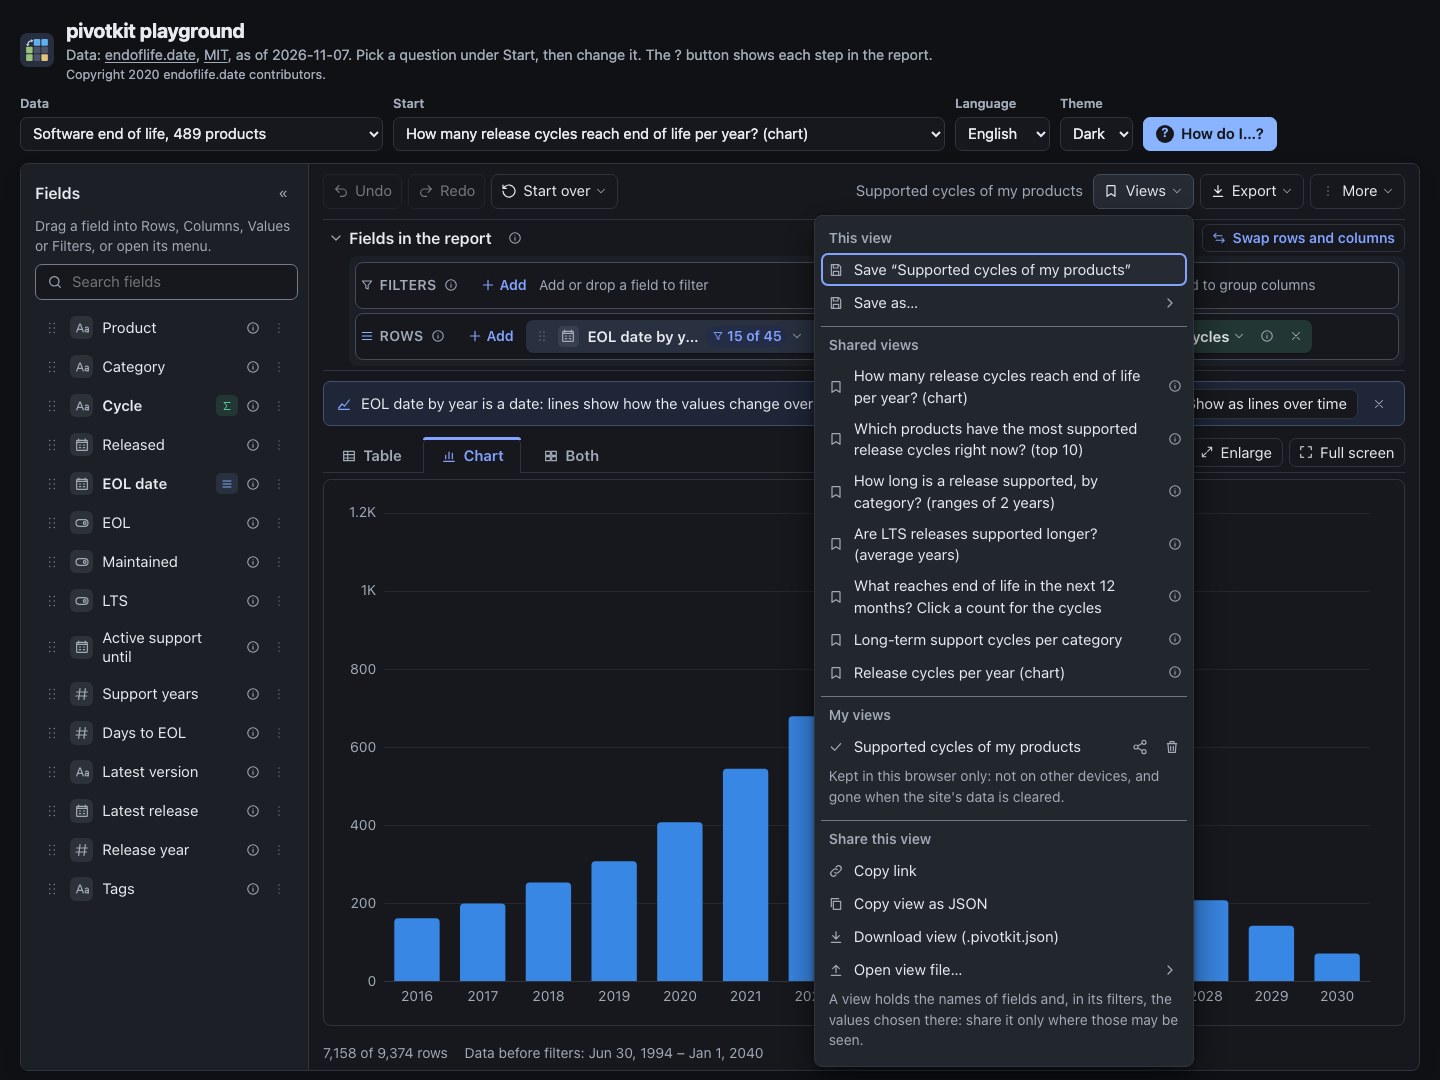 pivotkit playground
Data: endoflife.date, MIT, as of 2026-11-07. Pick a question under Start, then change it. The ? button shows each step in the report.
Copyright 2020 endoflife.date contributors.
Data
Start
Language
Theme
Software end of life, 489 products
How many release cycles reach end of life per year? (chart)
English
Dark
? How do I...?
Fields
«
Drag a field into Rows, Columns, Values
or Filters, or open its menu.
Search fields
Aa Product
Aa Category
Aa Cycle Σ
Released
EOL date
EOL
Maintained
LTS
Active support
until
# Support years
# Days to EOL
Aa Latest version
Latest release
# Release year
Aa Tags
Undo
Redo
Start over
Supported cycles of my products
Views
Export
More
Fields in the report
Swap rows and columns
FILTERS
+ Add
Add or drop a field to filter
d to group columns
ROWS
+ Add
EOL date by y...
15 of 45
ycles
EOL date by year is a date: lines show how the values change over
Show as lines over time
Table
Chart
Both
Enlarge
Full screen
1.2K
1K
800
600
400
200
0
2016
2017
2018
2019
2020
2021
202
2028
2029
2030
7,158 of 9,374 rows
Data before filters: Jun 30, 1994 – Jan 1, 2040
This view
Save “Supported cycles of my products”
Save as...
Shared views
How many release cycles reach end of life
per year? (chart)
Which products have the most supported
release cycles right now? (top 10)
How long is a release supported, by
category? (ranges of 2 years)
Are LTS releases supported longer?
(average years)
What reaches end of life in the next 12
months? Click a count for the cycles
Long-term support cycles per category
Release cycles per year (chart)
My views
Supported cycles of my products
Kept in this browser only: not on other devices, and
gone when the site's data is cleared.
Share this view
Copy link
Copy view as JSON
Download view (.pivotkit.json)
Open view file...
A view holds the names of fields and, in its filters, the
values chosen there: share it only where those may be
seen.